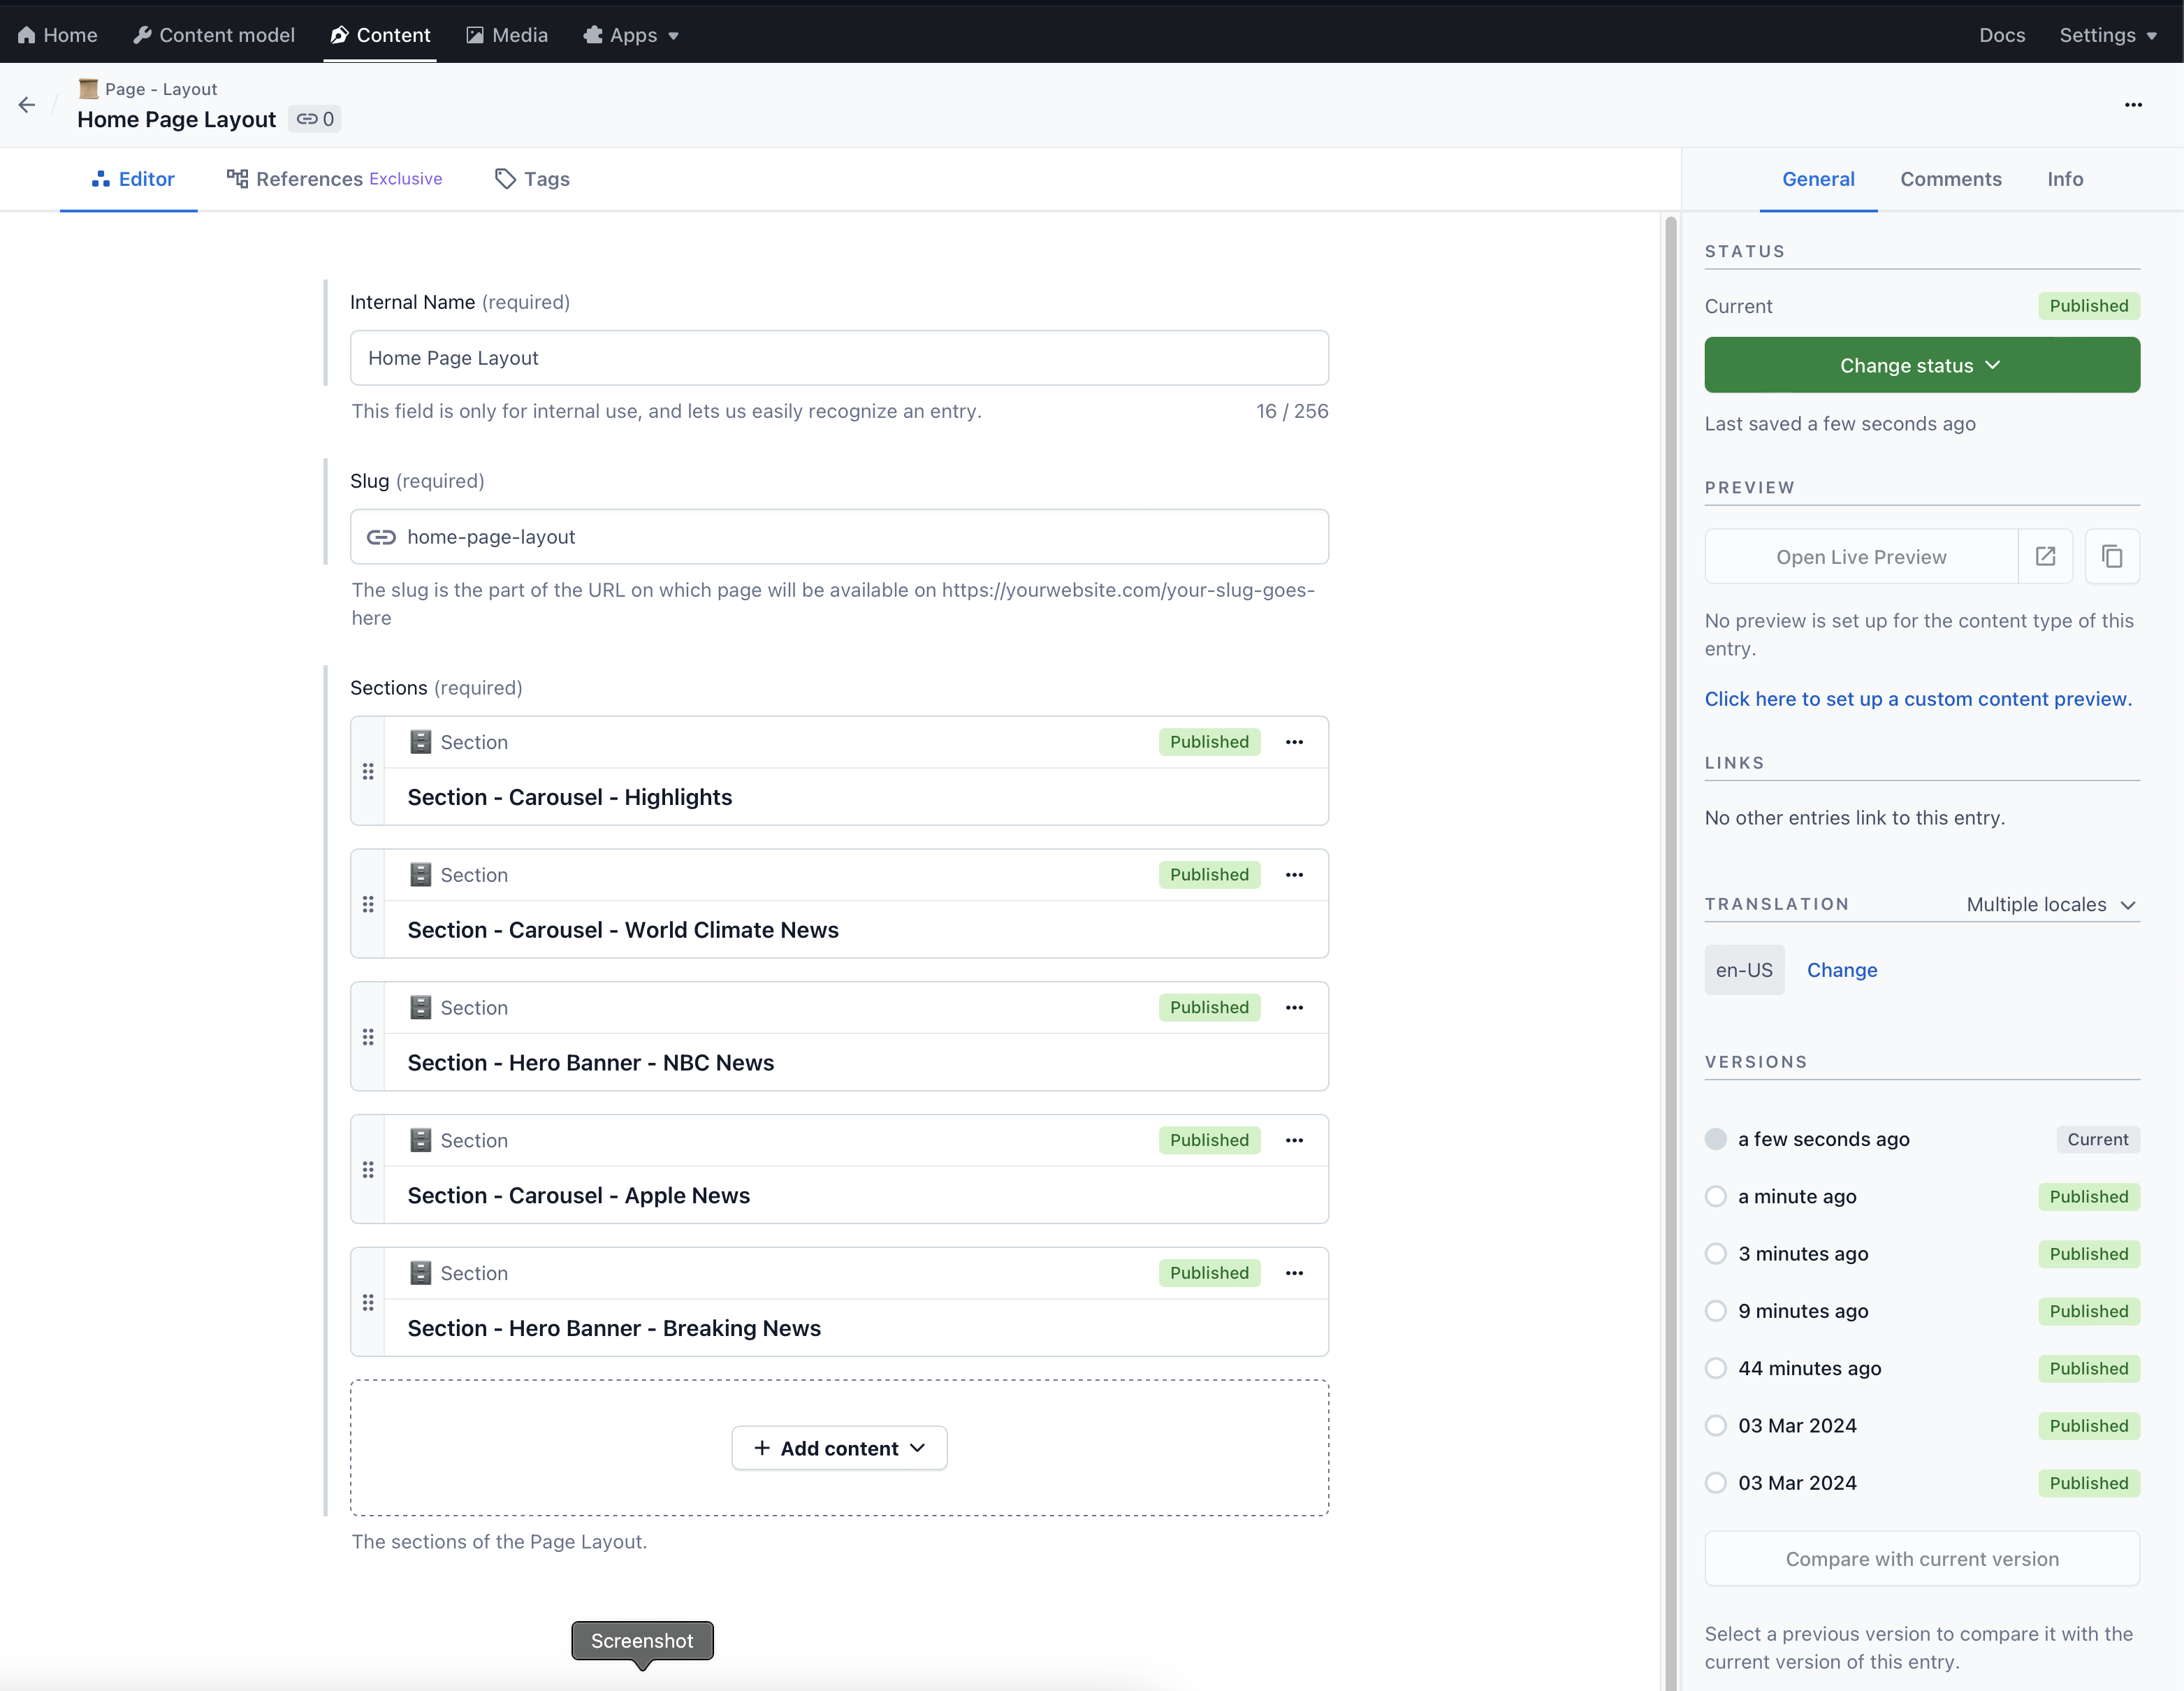 Home
Content model
Content
Media
Apps
Docs
Settings
Page - Layout
Home Page Layout
0
Editor
References Exclusive
Tags
Internal Name (required)
Home Page Layout
This field is only for internal use, and lets us easily recognize an entry.
16 / 256
Slug (required)
home-page-layout
The slug is the part of the URL on which page will be available on https://yourwebsite.com/your-slug-goes-
here
Sections (required)
Section
Published
Section - Carousel - Highlights
Section
Published
Section - Carousel - World Climate News
Section
Published
Section - Hero Banner - NBC News
Section
Published
Section - Carousel - Apple News
Section
Published
Section - Hero Banner - Breaking News
+ Add content
The sections of the Page Layout.
Screenshot
General
Comments
Info
STATUS
Current
Published
Change status
Last saved a few seconds ago
PREVIEW
Open Live Preview
No preview is set up for the content type of this
entry.
Click here to set up a custom content preview.
LINKS
No other entries link to this entry.
TRANSLATION
Multiple locales
en-US
Change
VERSIONS
a few seconds ago
Current
a minute ago
Published
3 minutes ago
Published
9 minutes ago
Published
44 minutes ago
Published
03 Mar 2024
Published
03 Mar 2024
Published
Compare with current version
Select a previous version to compare it with the
current version of this entry.